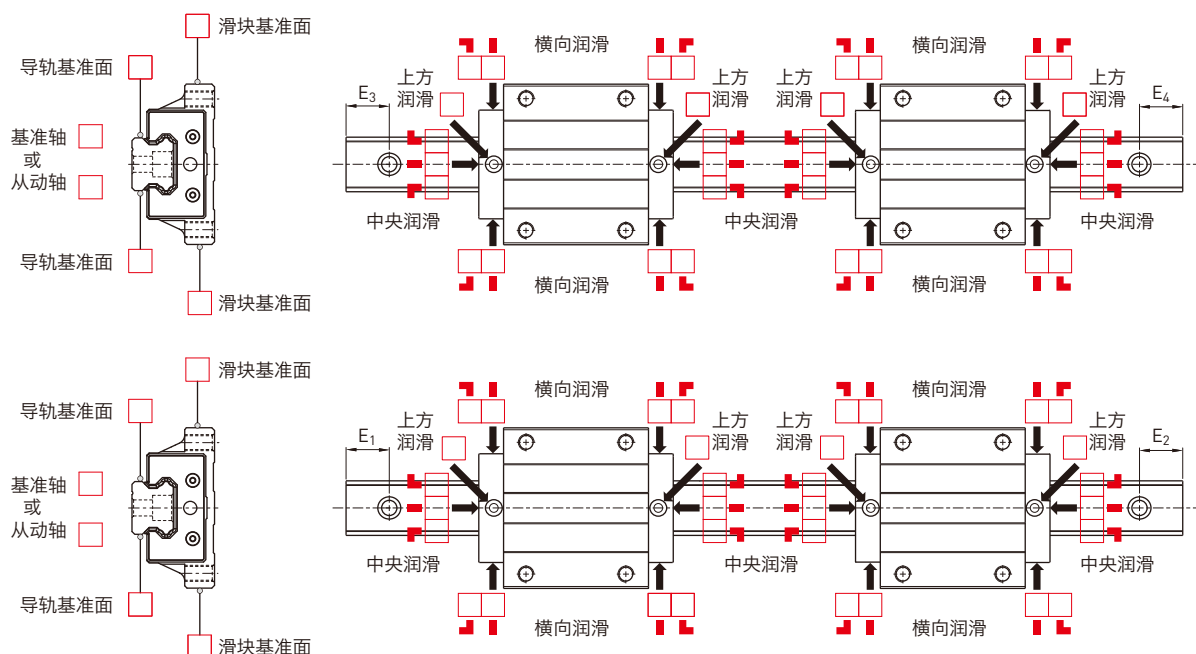 滑块基准面
导轨基准面
基准轴
或
从动轴
导轨基准面
滑块基准面
E3
上方
润滑
横向润滑
上方
润滑
上方
润滑
横向润滑
上方
润滑
E4
中央润滑
中央润滑
中央润滑
横向润滑
横向润滑
滑块基准面
导轨基准面
基准轴
或
从动轴
导轨基准面
滑块基准面
E1
上方
润滑
横向润滑
上方
润滑
上方
润滑
横向润滑
上方
润滑
E2
中央润滑
中央润滑
中央润滑
横向润滑
横向润滑